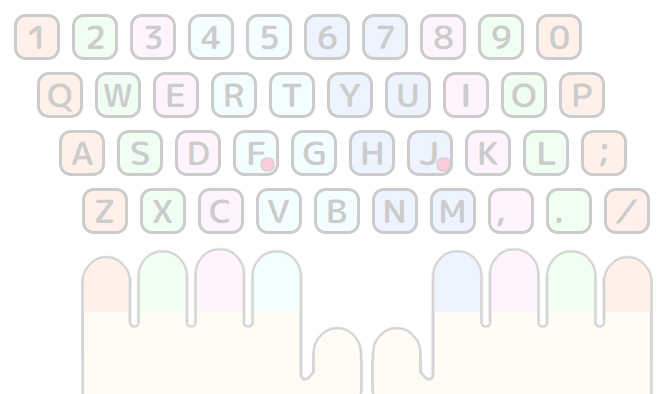 1 2 3 4 5 6 7 8 9 0
Q W E R T Y U I O P
A S D F G H J K L ;
Z X C V B N M , . /